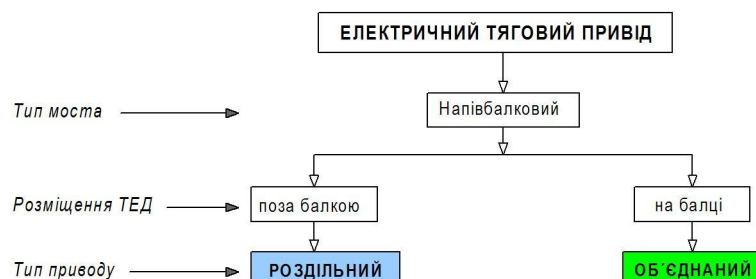 ЕЛЕКТРИЧНИЙ ТЯГОВИЙ ПРИВІД
Тип моста
Напівбалковий
Розміщення ТЕД
поза балкою
на балці
Тип приводу
РОЗДІЛЬНИЙ
ОБ´ЄДНАНИЙ